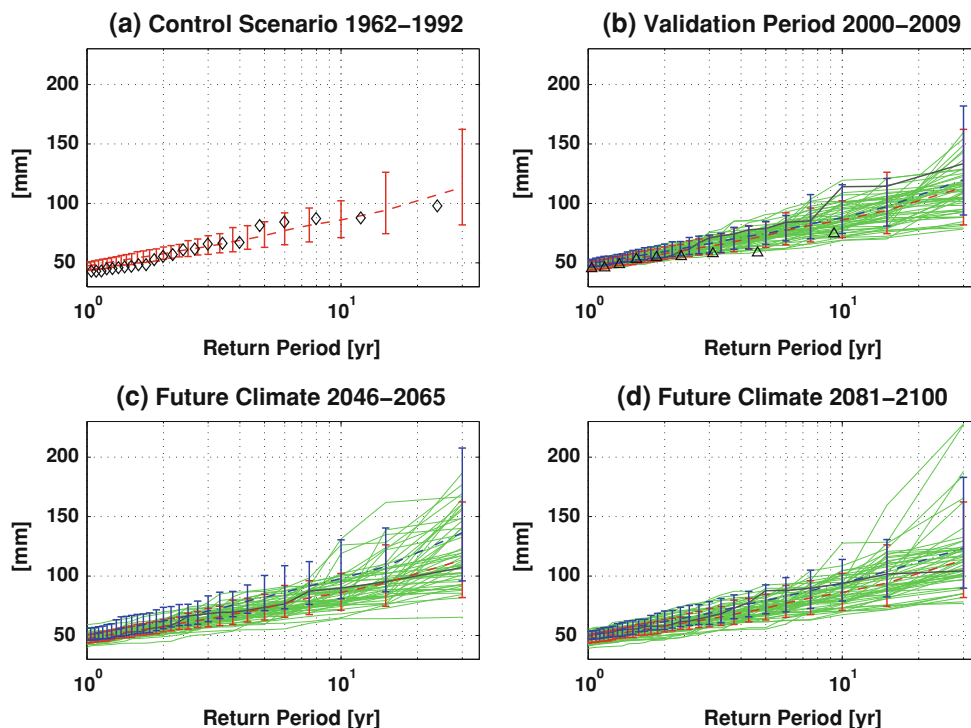 (a) Control Scenario 1962−1992
(b) Validation Period 2000−2009
200
150
100
50
[mm]
10^0
10^1
Return Period [yr]
200
150
100
50
[mm]
10^0
10^1
Return Period [yr]
(c) Future Climate 2046−2065
(d) Future Climate 2081−2100
200
150
100
50
[mm]
10^0
10^1
Return Period [yr]
200
150
100
50
[mm]
10^0
10^1
Return Period [yr]